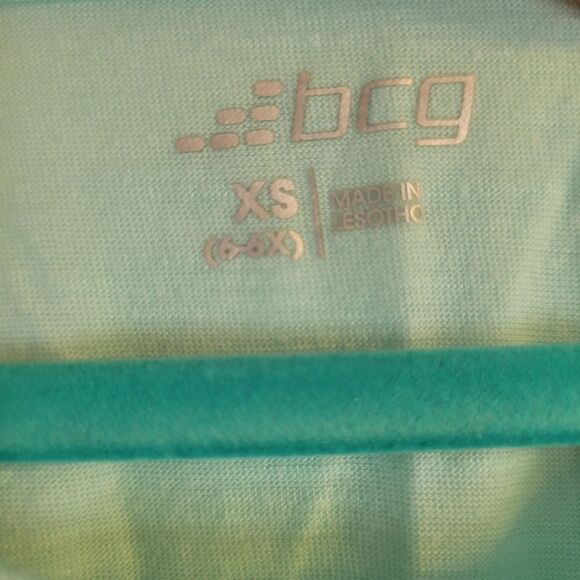 bcg
XS
(6-6X)
MADE IN
LESOTHO